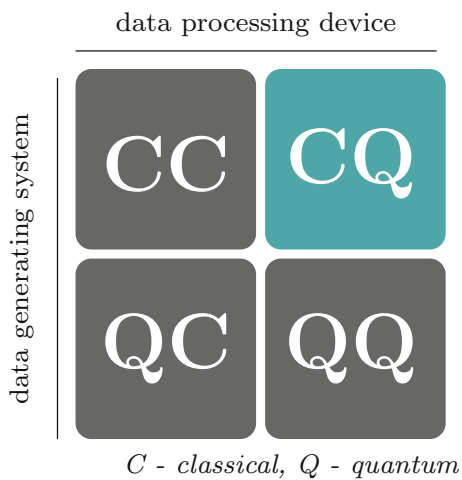 data processing device
data generating system
CC CQ
QC QQ
C - classical, Q - quantum